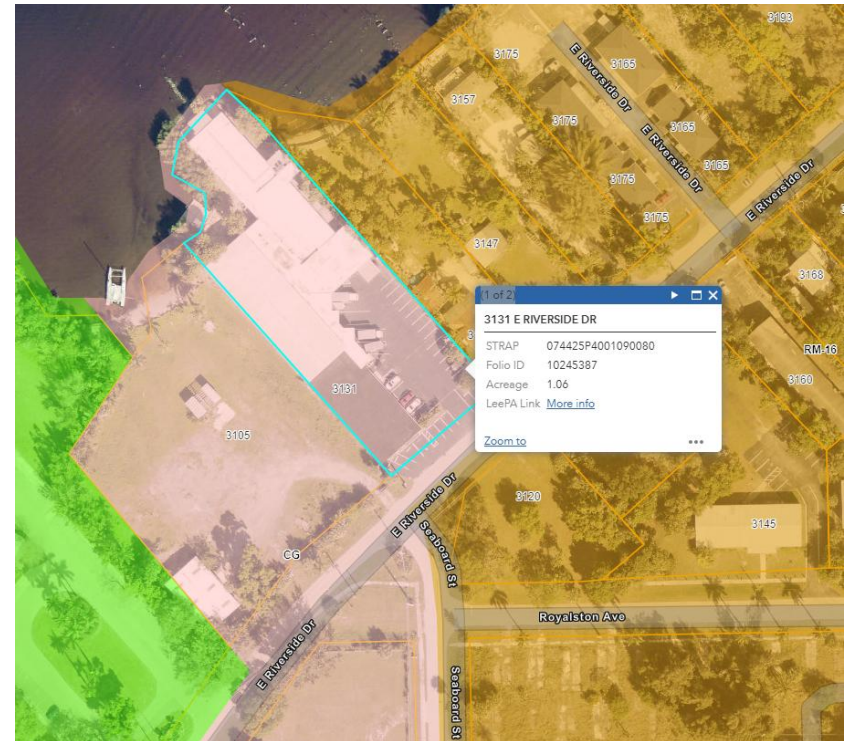 3193
3175
E Riverside Dr
3165
3157
3175
E Riverside Dr
3165
3165
3175
E Riverside Dr
3175
3147
3168
(1 of 2)
3131 E RIVERSIDE DR
STRAP 074425P4001090080
Folio ID 10245387
Acreage 1.06
LeePA Link More info
Zoom to
RM-16
3160
3131
3105
E Riverside Dr
3120
3145
Seaboard St
CG
Royalston Ave
E Riverside Dr
Seaboard St